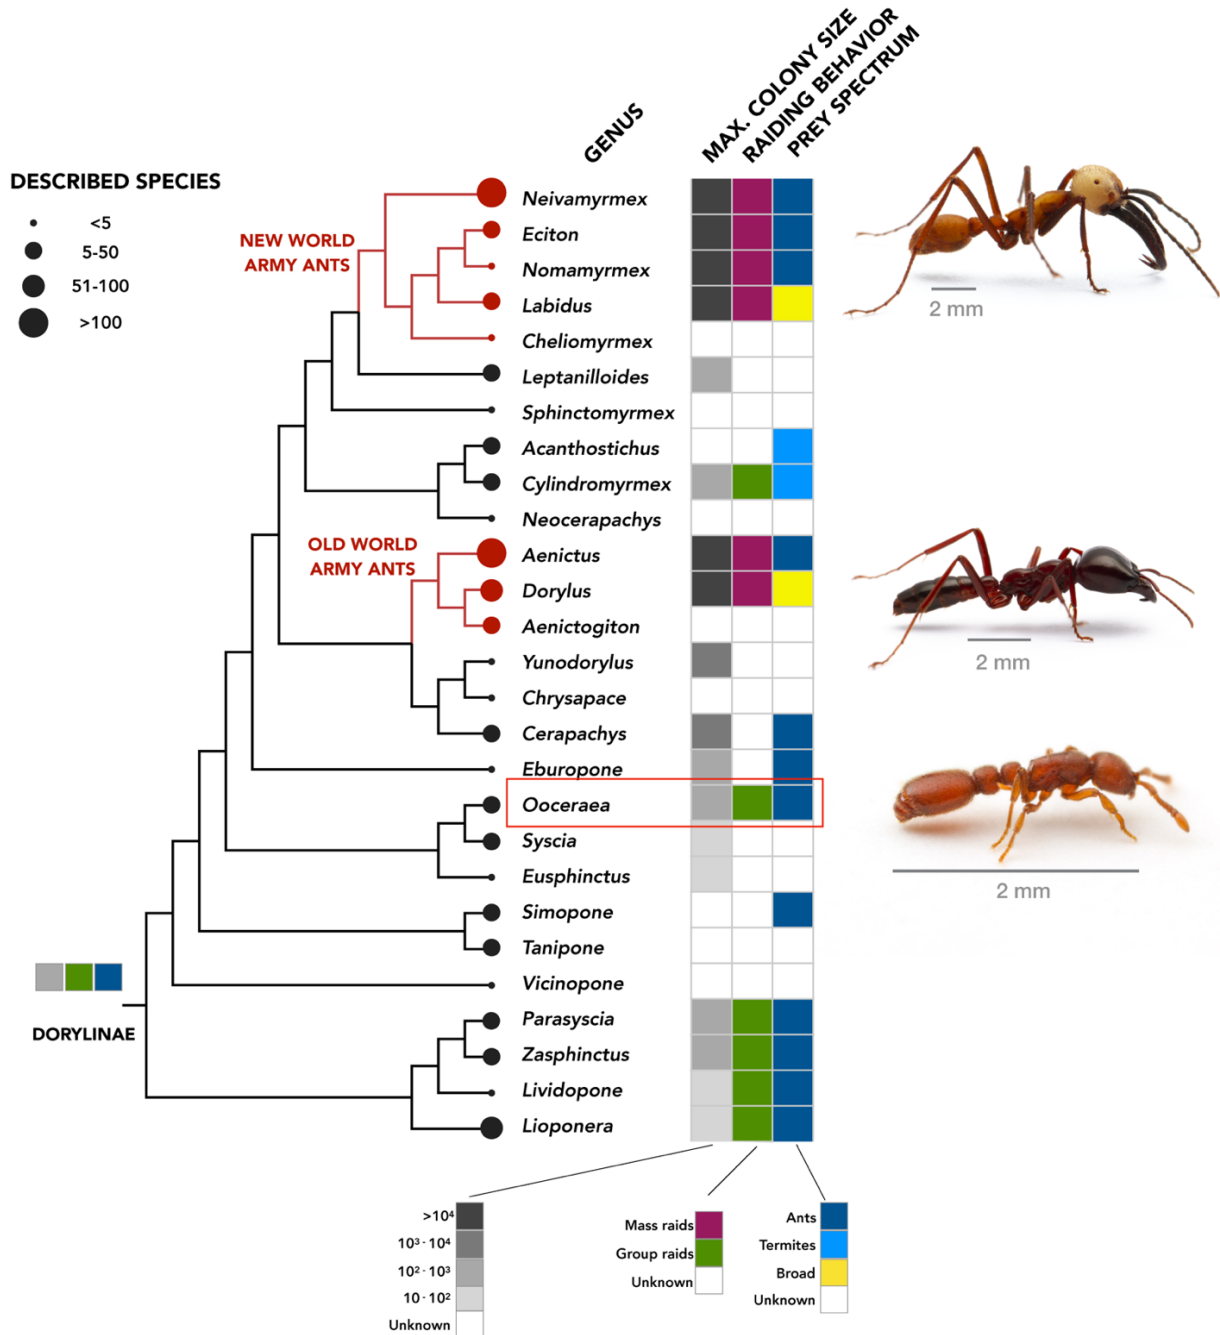 GENUS
MAX. COLONY SIZE
RAIDING BEHAVIOR
PREY SPECTRUM
DESCRIBED SPECIES
<5
5-50
51-100
>100
NEW WORLD
ARMY ANTS
OLD WORLD
ARMY ANTS
DORYLINAE
Neivamyrmex
Eciton
Nomamyrmex
Labidus
Cheliomyrmex
Leptanilloides
Sphinctomyrmex
Acanthostichus
Cylindromyrmex
Neocerapachys
Aenictus
Dorylus
Aenictogiton
Yunodorylus
Chrysapace
Cerapachys
Eburopone
Ooceraea
Syscia
Eusphinctus
Simopone
Tanipone
Vicinopone
Parasyscia
Zasphinctus
Lividopone
Lioponera
2 mm
2 mm
2 mm
>10⁴
10³ - 10⁴
10² - 10³
10 - 10²
Unknown
Mass raids
Group raids
Unknown
Ants
Termites
Broad
Unknown